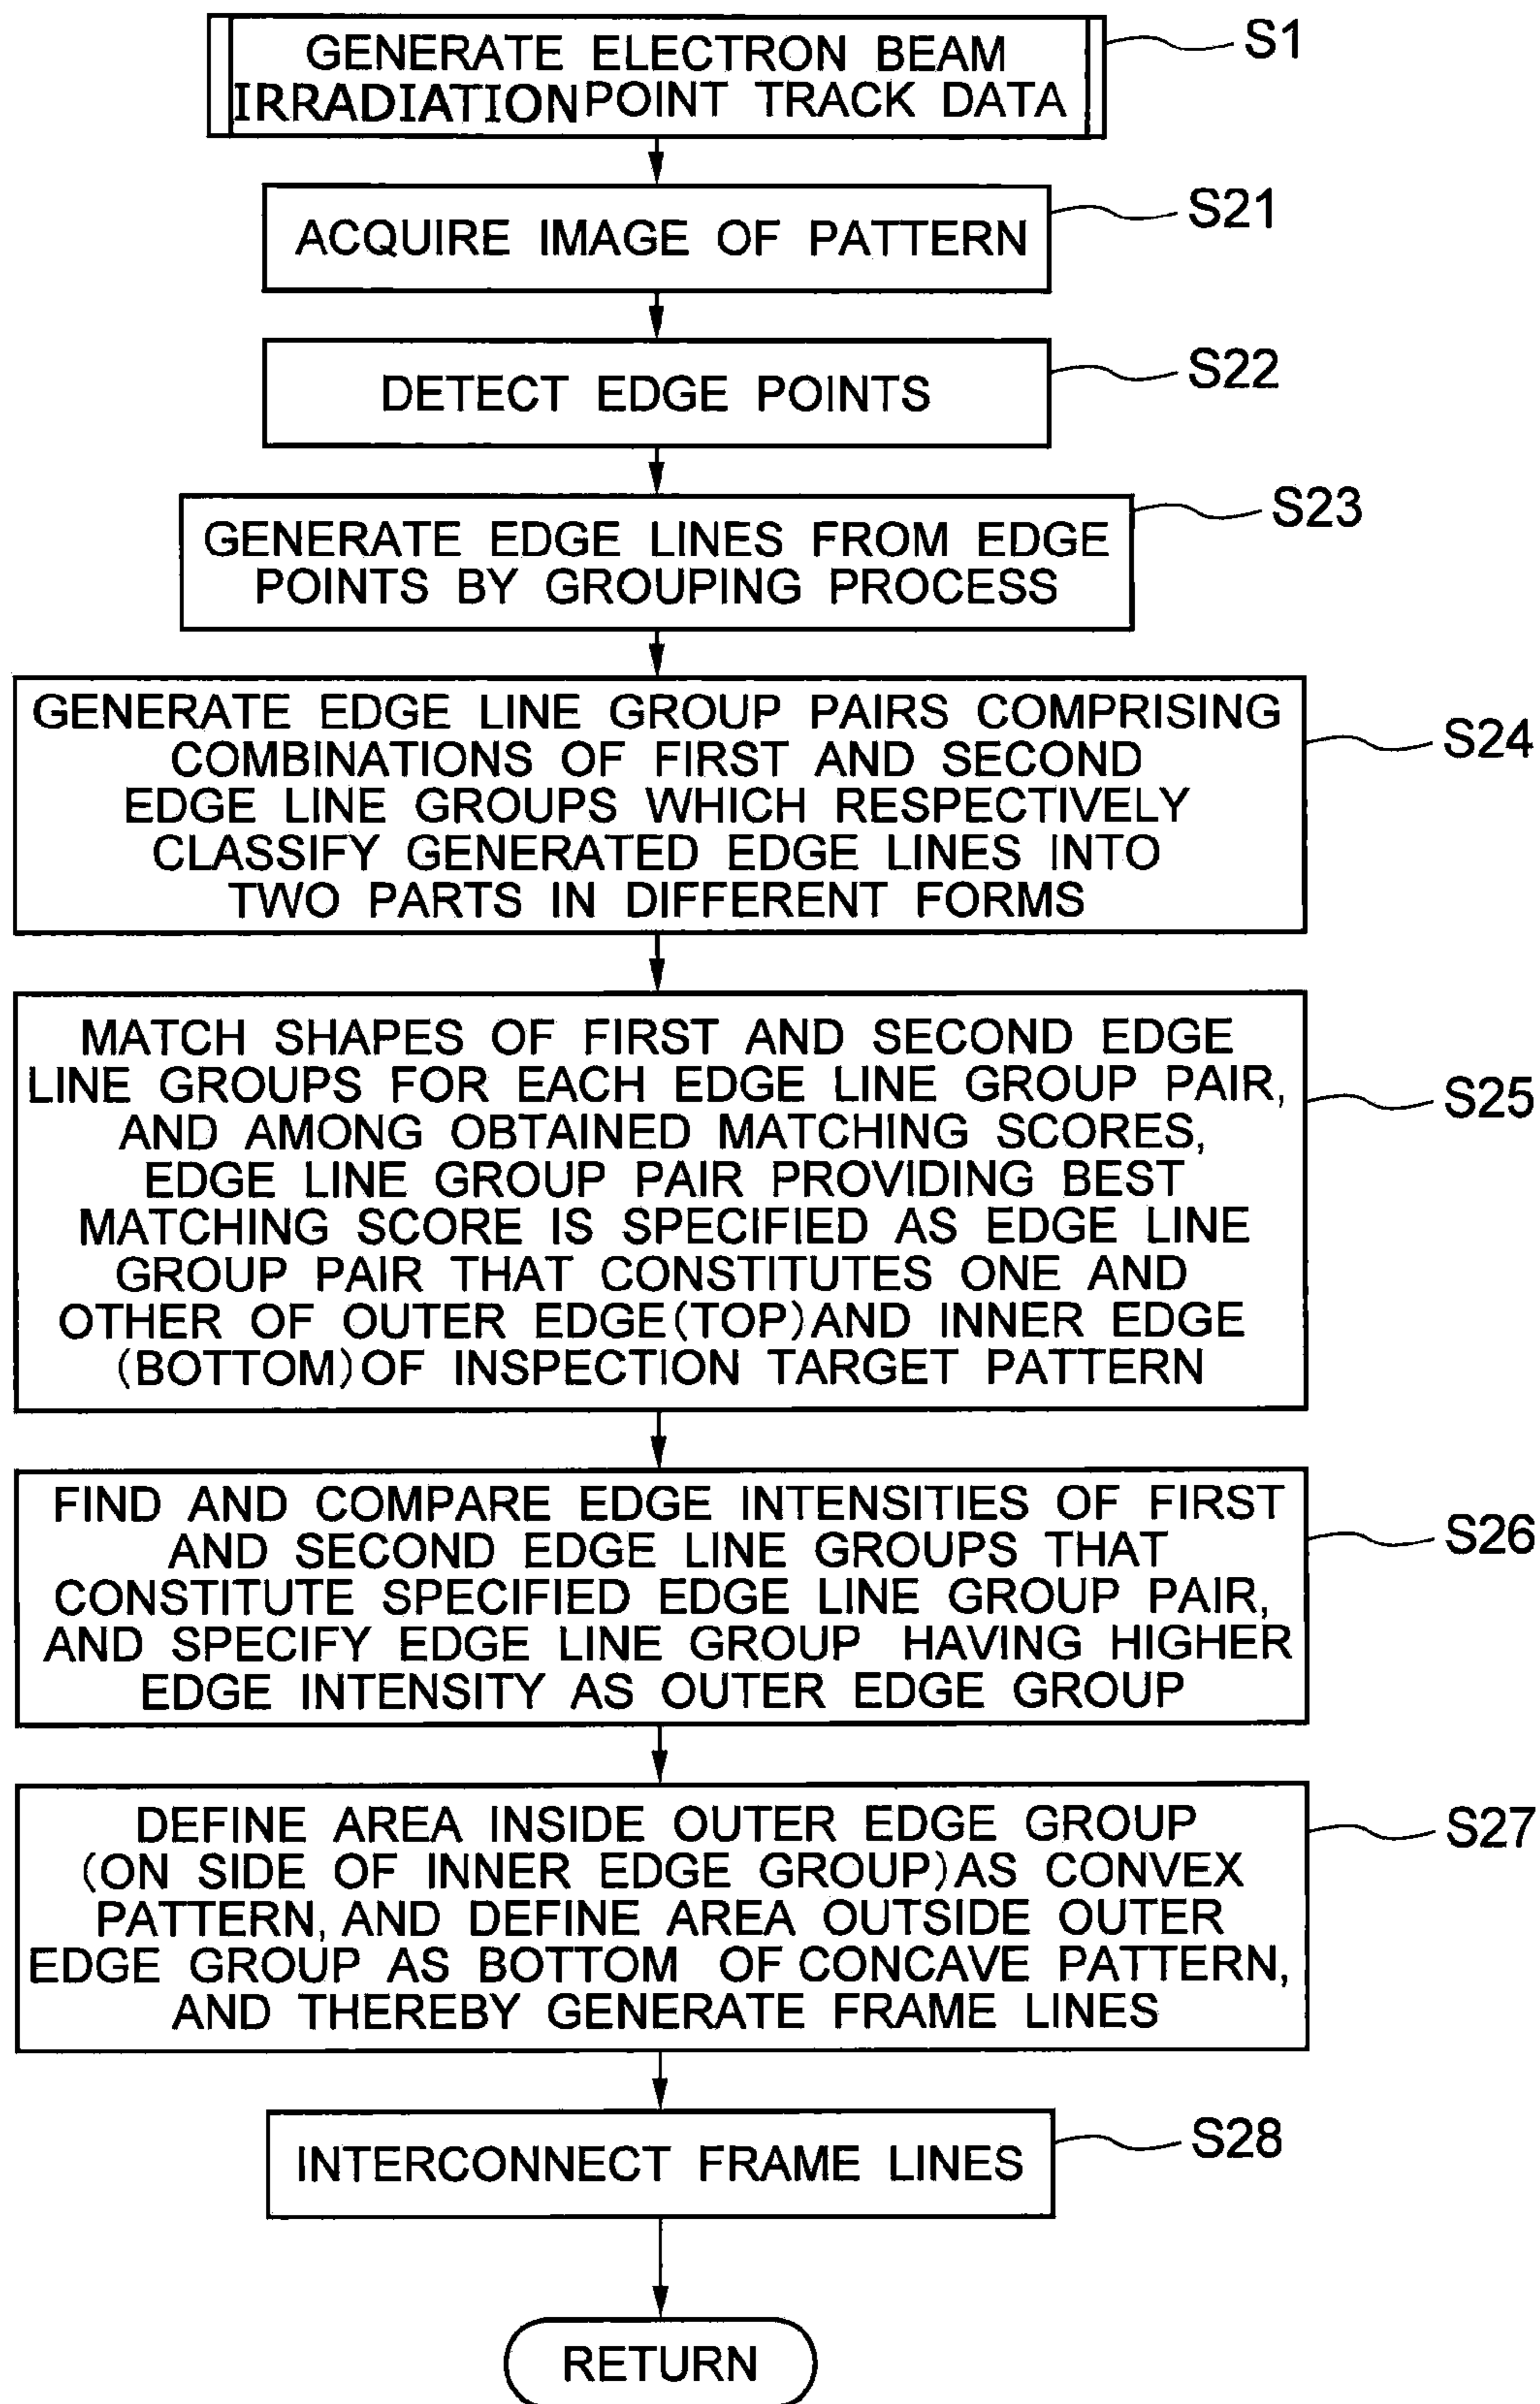 GENERATE ELECTRON BEAM
IRRADIATION POINT TRACK DATA
S1
ACQUIRE IMAGE OF PATTERN
S21
DETECT EDGE POINTS
S22
GENERATE EDGE LINES FROM EDGE
POINTS BY GROUPING PROCESS
S23
GENERATE EDGE LINE GROUP PAIRS COMPRISING
COMBINATIONS OF FIRST AND SECOND
EDGE LINE GROUPS WHICH RESPECTIVELY
CLASSIFY GENERATED EDGE LINES INTO
TWO PARTS IN DIFFERENT FORMS
S24
MATCH SHAPES OF FIRST AND SECOND EDGE
LINE GROUPS FOR EACH EDGE LINE GROUP PAIR,
AND AMONG OBTAINED MATCHING SCORES,
EDGE LINE GROUP PAIR PROVIDING BEST
MATCHING SCORE IS SPECIFIED AS EDGE LINE
GROUP PAIR THAT CONSTITUTES ONE AND
OTHER OF OUTER EDGE(TOP)AND INNER EDGE
(BOTTOM)OF INSPECTION TARGET PATTERN
S25
FIND AND COMPARE EDGE INTENSITIES OF FIRST
AND SECOND EDGE LINE GROUPS THAT
CONSTITUTE SPECIFIED EDGE LINE GROUP PAIR,
AND SPECIFY EDGE LINE GROUP HAVING HIGHER
EDGE INTENSITY AS OUTER EDGE GROUP
S26
DEFINE AREA INSIDE OUTER EDGE GROUP
(ON SIDE OF INNER EDGE GROUP)AS CONVEX
PATTERN, AND DEFINE AREA OUTSIDE OUTER
EDGE GROUP AS BOTTOM OF CONCAVE PATTERN,
AND THEREBY GENERATE FRAME LINES
S27
INTERCONNECT FRAME LINES
S28
RETURN